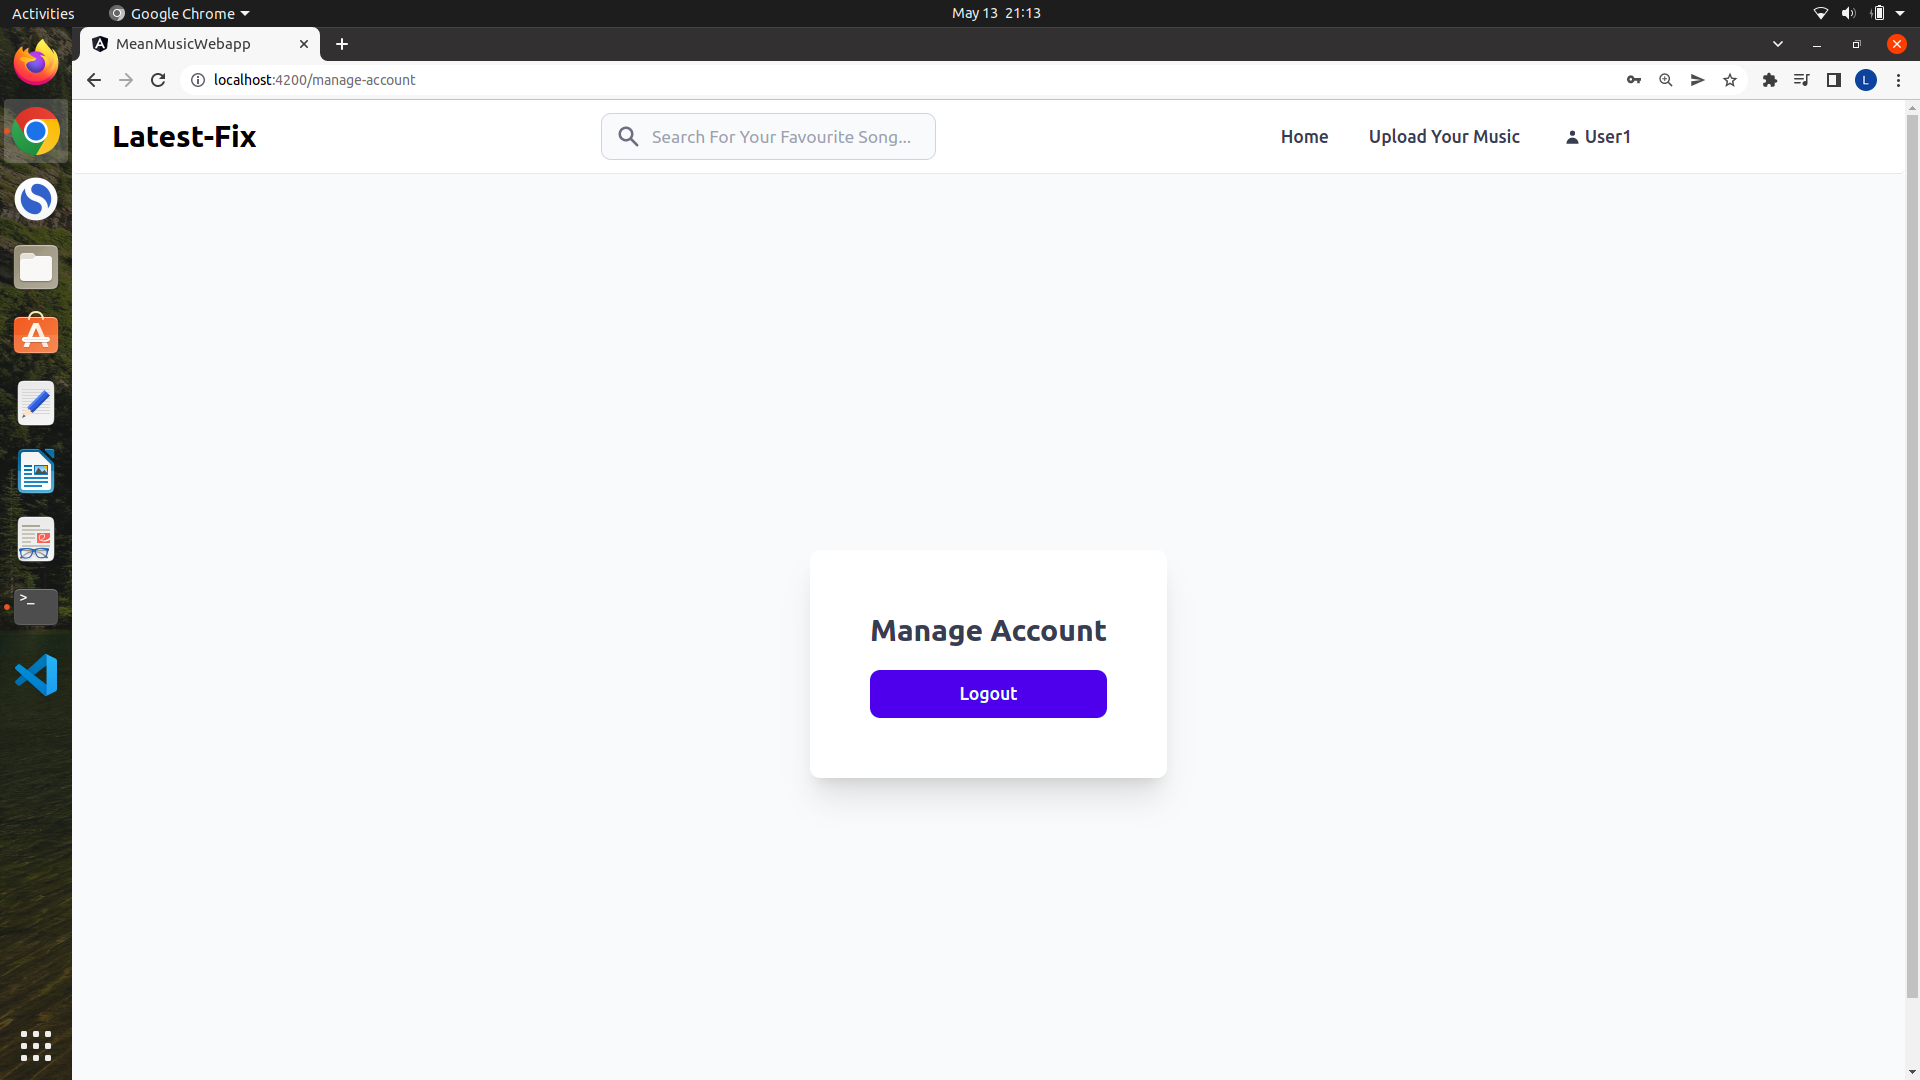 Activities
Google Chrome
May 13 21:13
MeanMusicWebapp
localhost:4200/manage-account
L
Latest-Fix
Search For Your Favourite Song...
Home
Upload Your Music
User1
>_
Manage Account
Logout